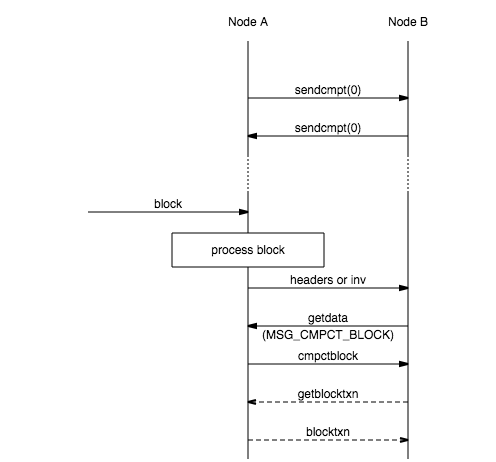 Node A
Node B
sendcmpt(0)
sendcmpt(0)
block
process block
headers or inv
getdata
(MSG_CMPCT_BLOCK)
cmpctblock
getblocktxn
blocktxn